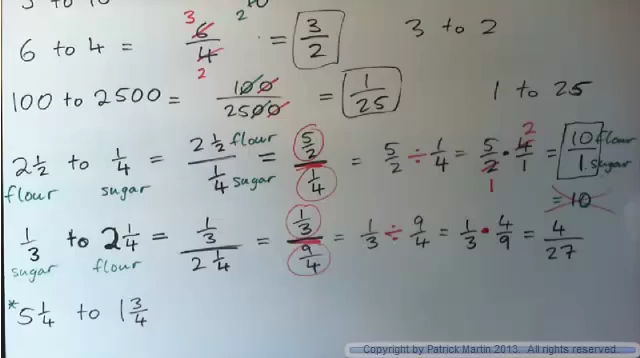 6 to 4 = 3 6/4 2 = 3/2 3 to 2
100 to 2500 = 100/2500 = 1/25 1 to 25
2 1/2 to 1/4 = 2 1/2 flour / 1/4 sugar = 5/2 / 1/4 = 5/2 ÷ 1/4 = 5/2 1 • 4 2/1 = 10 flour/1 sugar
flour sugar = 10
1/3 to 2 1/4 = 1/3 / 2 1/4 = 1/3 / 9/4 = 1/3 ÷ 9/4 = 1/3 • 4/9 = 4/27
sugar flour
*5 1/4 to 1 3/4
Copyright by Patrick Martin 2013. All rights reserved.